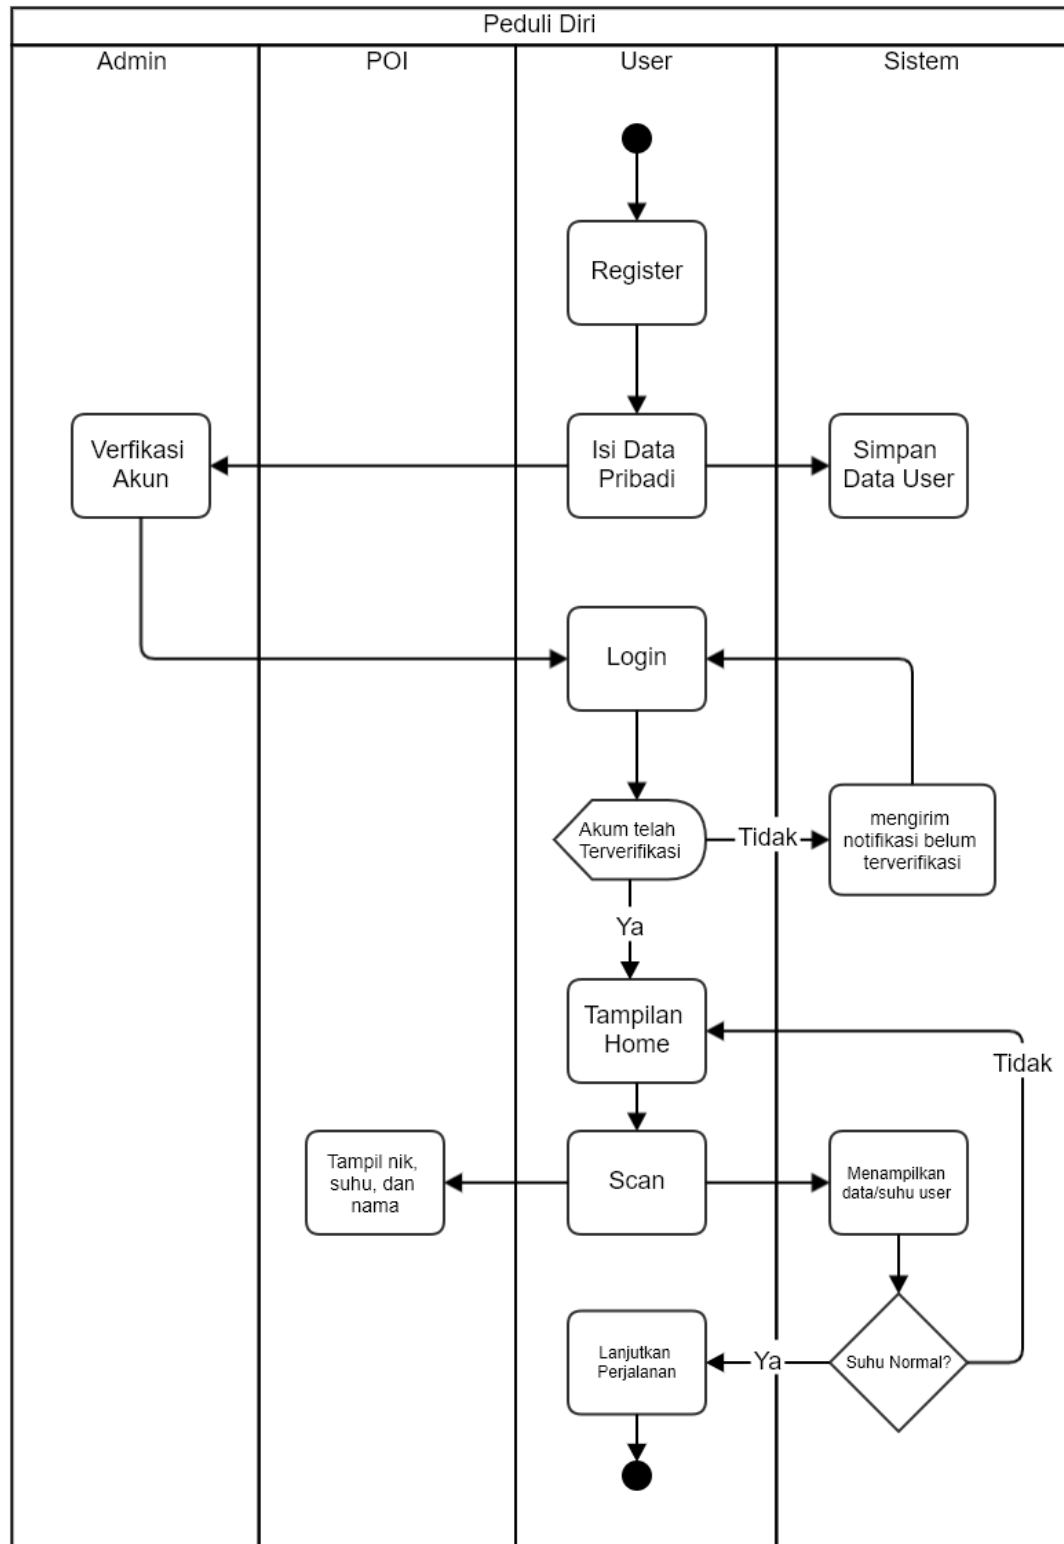 Peduli Diri
Admin
POI
User
Sistem
Register
Verfikasi
Akun
Isi Data
Pribadi
Simpan
Data User
Login
Akum telah
Terverifikasi
Tidak
mengirim
notifikasi belum
terverifikasi
Ya
Tampilan
Home
Tidak
Tampil nik,
suhu, dan
nama
Scan
Menampilkan
data/suhu user
Lanjutkan
Perjalanan
Ya
Suhu Normal?